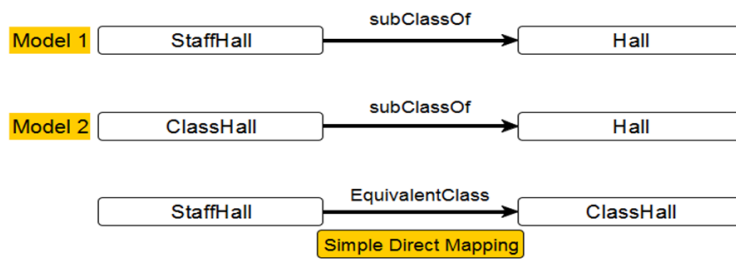 subClassOf
Model 1 StaffHall Hall
subClassOf
Model 2 ClassHall Hall
EquivalentClass
StaffHall ClassHall
Simple Direct Mapping